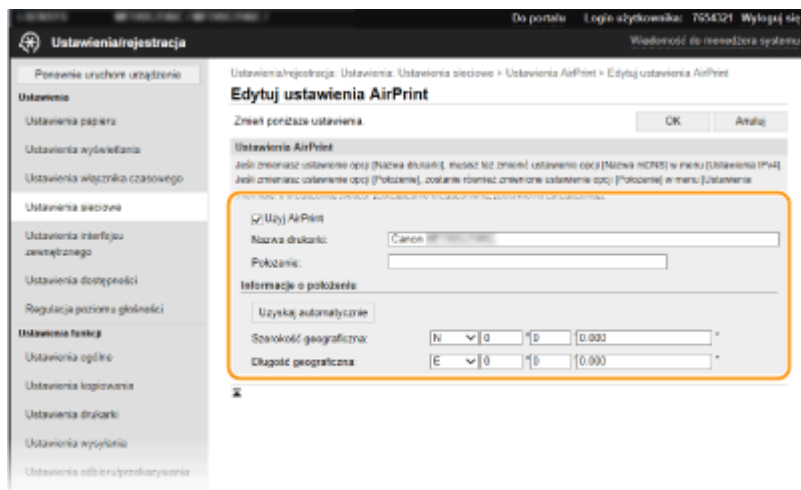 Do portalu Login użytkownika: 7654321 Wyloguj się
Ustawienia/rejestracja
Wiadomość do menedżera systemu
Ponownie uruchom urządzenie
Ustawienia
Ustawienia papieru
Ustawienia wyświetlania
Ustawienia włącznika czasowego
Ustawienia sieciowe
Ustawienia interfejsu
zewnętrznego
Ustawienia dostępności
Regulacja poziomu głośności
Ustawienia funkcji
Ustawienia ogólne
Ustawienia kopiowania
Ustawienia drukarki
Ustawienia wysyłania
Ustawienia odbioru/przekazywania
Ustawienia/rejestracja: Ustawienia: Ustawienia sieciowe > Ustawienia AirPrint > Edytuj ustawienia AirPrint
Edytuj ustawienia AirPrint
Zmień poniższe ustawienia.
OK
Anuluj
Ustawienia AirPrint
Jeśli zmieniasz ustawienie opcji [Nazwa drukarki], musisz też zmienić ustawienie opcji [Nazwa mDNS] w menu [Ustawienia IPv4].
Jeśli zmieniasz ustawienie opcji [Położenie], zostanie również zmienione ustawienie opcji [Położenie] w menu [Ustawienia
Użyj AirPrint
Nazwa drukarki: Canon
Położenie:
Informacje o położeniu
Uzyskaj automatycznie
Szerokość geograficzna: N 0 ° 0 ' 0.000 "
Długość geograficzna: E 0 ° 0 ' 0.000 "